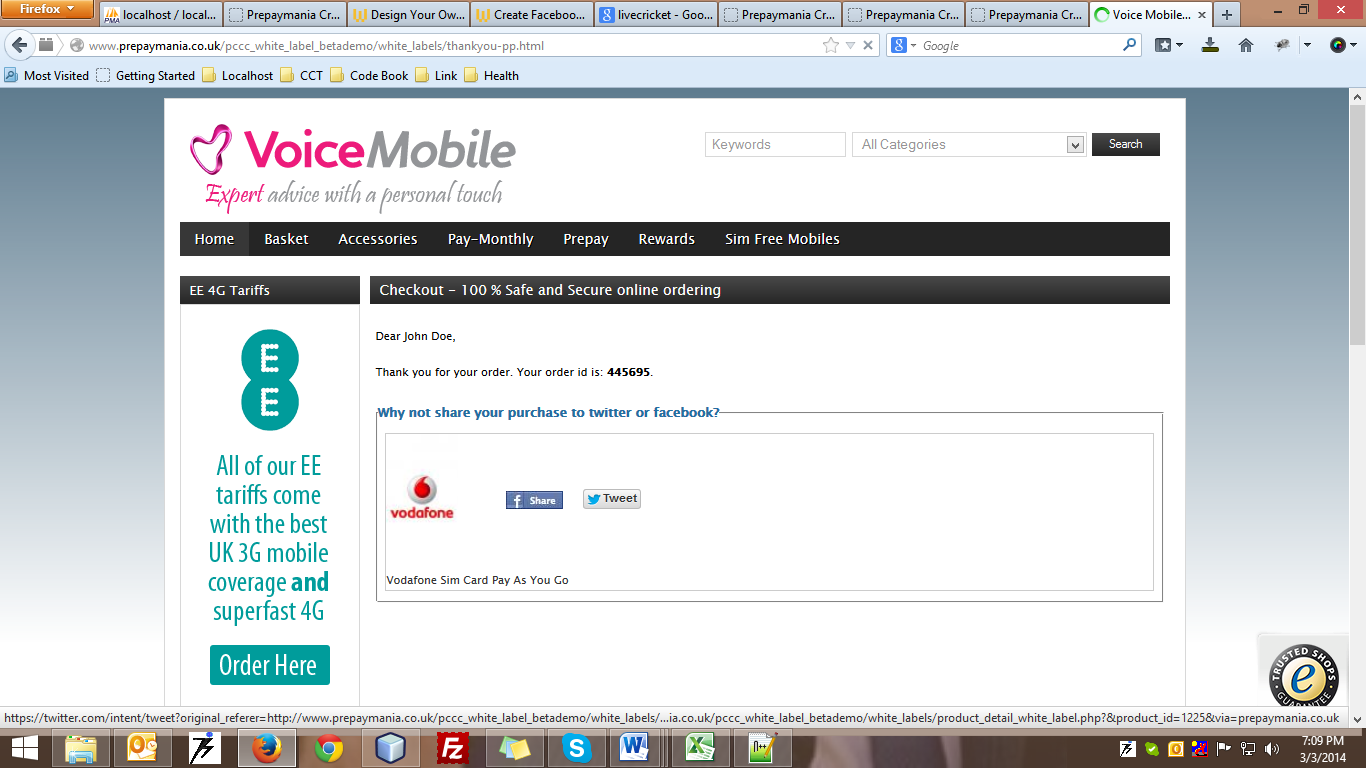 Firefox
localhost / local...
Prepaymania Cr...
Design Your Ow...
Create Faceboo...
livecricket - Goo...
Prepaymania Cr...
Prepaymania Cr...
Prepaymania Cr...
Voice Mobile...
www.prepaymania.co.uk/pccc_white_label_betademo/white_labels/thankyou-pp.html
Google
Most Visited
Getting Started
Localhost
CCT
Code Book
Link
Health
VoiceMobile
Expert advice with a personal touch
Keywords
All Categories
Search
Home
Basket
Accessories
Pay-Monthly
Prepay
Rewards
Sim Free Mobiles
EE 4G Tariffs
EE
All of our EE
tariffs come
with the best
UK 3G mobile
coverage and
superfast 4G
Order Here
Checkout - 100 % Safe and Secure online ordering
Dear John Doe,
Thank you for your order. Your order id is: 445695.
Why not share your purchase to twitter or facebook?
vodafone
Share
Tweet
Vodafone Sim Card Pay As You Go
TRUSTED SHOPS
GUARANTEE
https://twitter.com/intent/tweet?original_referer=http://www.prepaymania.co.uk/pccc_white_label_betademo/white_labels/...ia.co.uk/pccc_white_label_betademo/white_labels/product_detail_white_label.php?&product_id=1225&via=prepaymania.co.uk
7:09 PM
3/3/2014